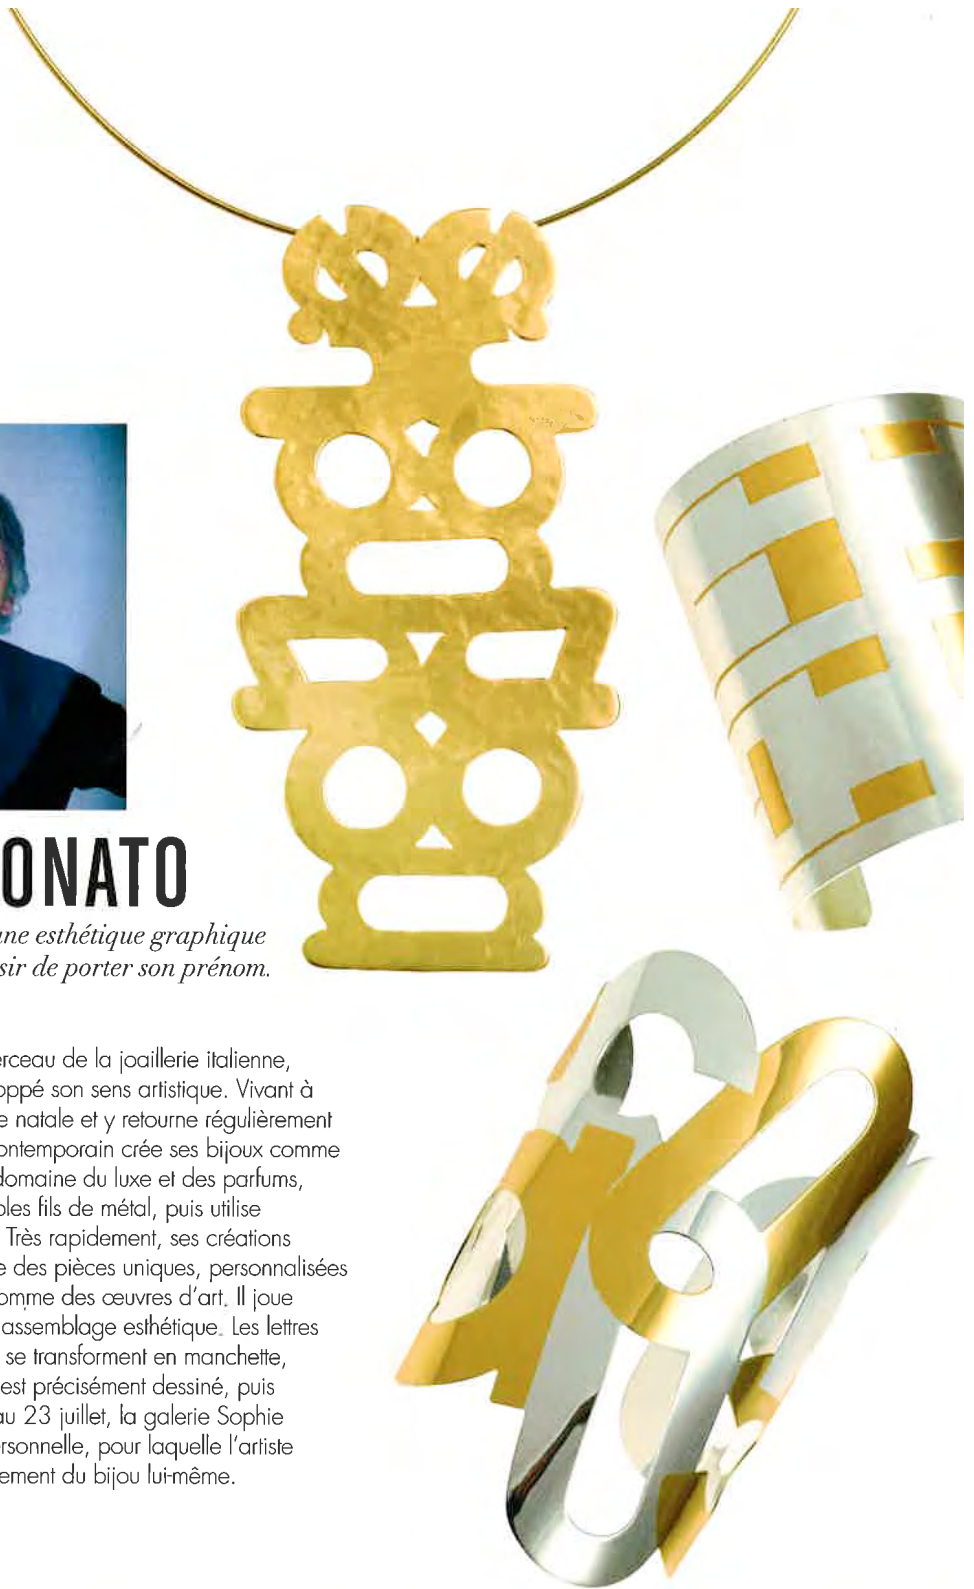 ONATO
une esthétique graphique
sir de porter son prénom.
erceau de la joaillerie italienne,
oppé son sens artistique. Vivant à
e natale et y retourne régulièrement
ontemporain crée ses bijoux comme
domaine du luxe et des parfums,
ples fils de métal, puis utilise
Très rapidement, ses créations
e des pièces uniques, personnalisées
omme des œuvres d'art. Il joue
assemblage esthétique. Les lettres
se transforment en manchette,
est précisément dessiné, puis
au 23 juillet, la galerie Sophie
ersonnelle, pour laquelle l'artiste
ement du bijou lui-même.